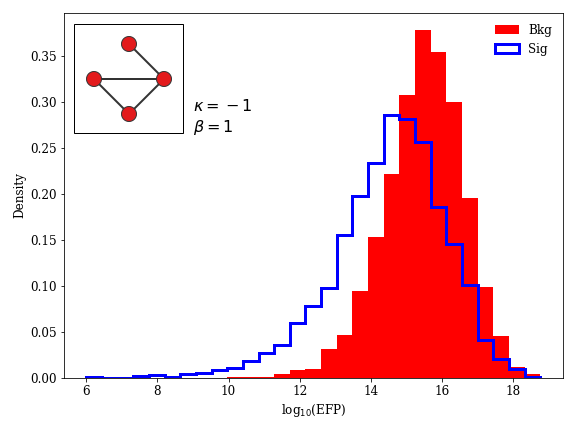 Bkg
Sig
κ = −1
β = 1
0.35
0.30
0.25
0.20
0.15
0.10
0.05
0.00
Density
6 8 10 12 14 16 18
log₁₀(EFP)